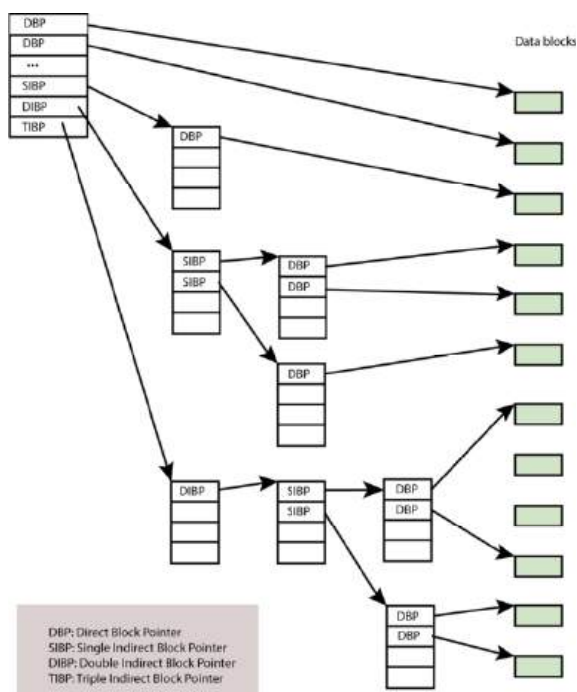 DBP
DBP
...
SIBP
DIBP
TIBP
Data blocks
DBP
SIBP
SIBP
DBP
DBP
DBP
DIBP
SIBP
SIBP
DBP
DBP
DBP
DBP
DBP: Direct Block Pointer
SIBP: Single Indirect Block Pointer
DIBP: Double Indirect Block Pointer
TIBP: Triple Indirect Block Pointer